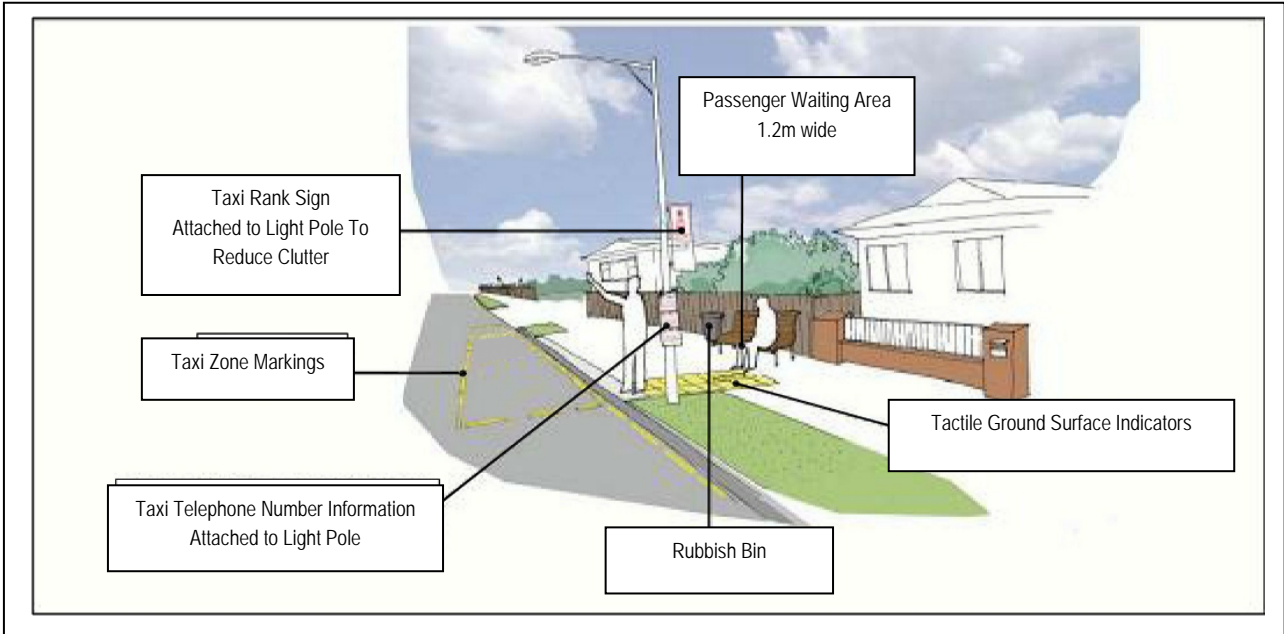 Passenger Waiting Area
1.2m wide
Taxi Rank Sign
Attached to Light Pole To
Reduce Clutter
Taxi Zone Markings
Tactile Ground Surface Indicators
Taxi Telephone Number Information
Attached to Light Pole
Rubbish Bin